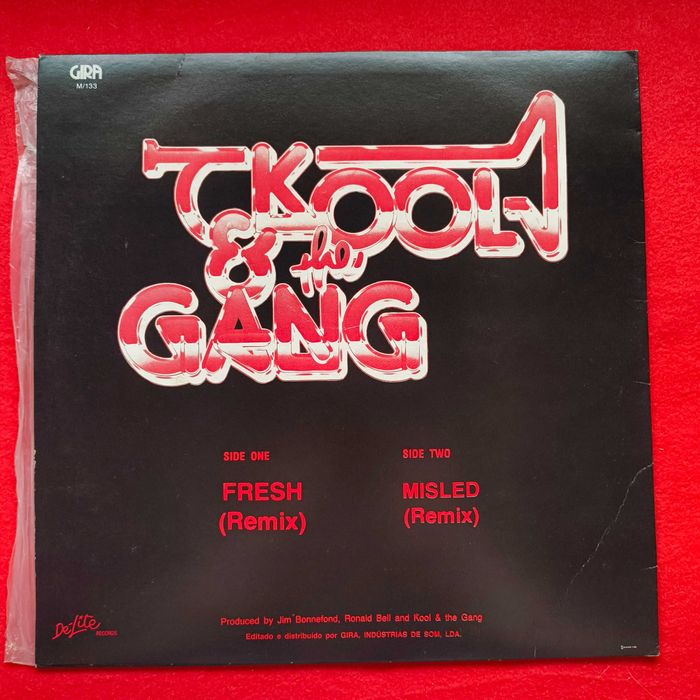 GIRA
M/133
KOOL
& the
GANG
SIDE ONE
SIDE TWO
FRESH
(Remix)
MISLED
(Remix)
Produced by Jim Bonnefond, Ronald Bell and Kool & the Gang
Editado e distribuido por GIRA, INDÚSTRIAS DE SOM, LDA.
De-Lite
RECORDS